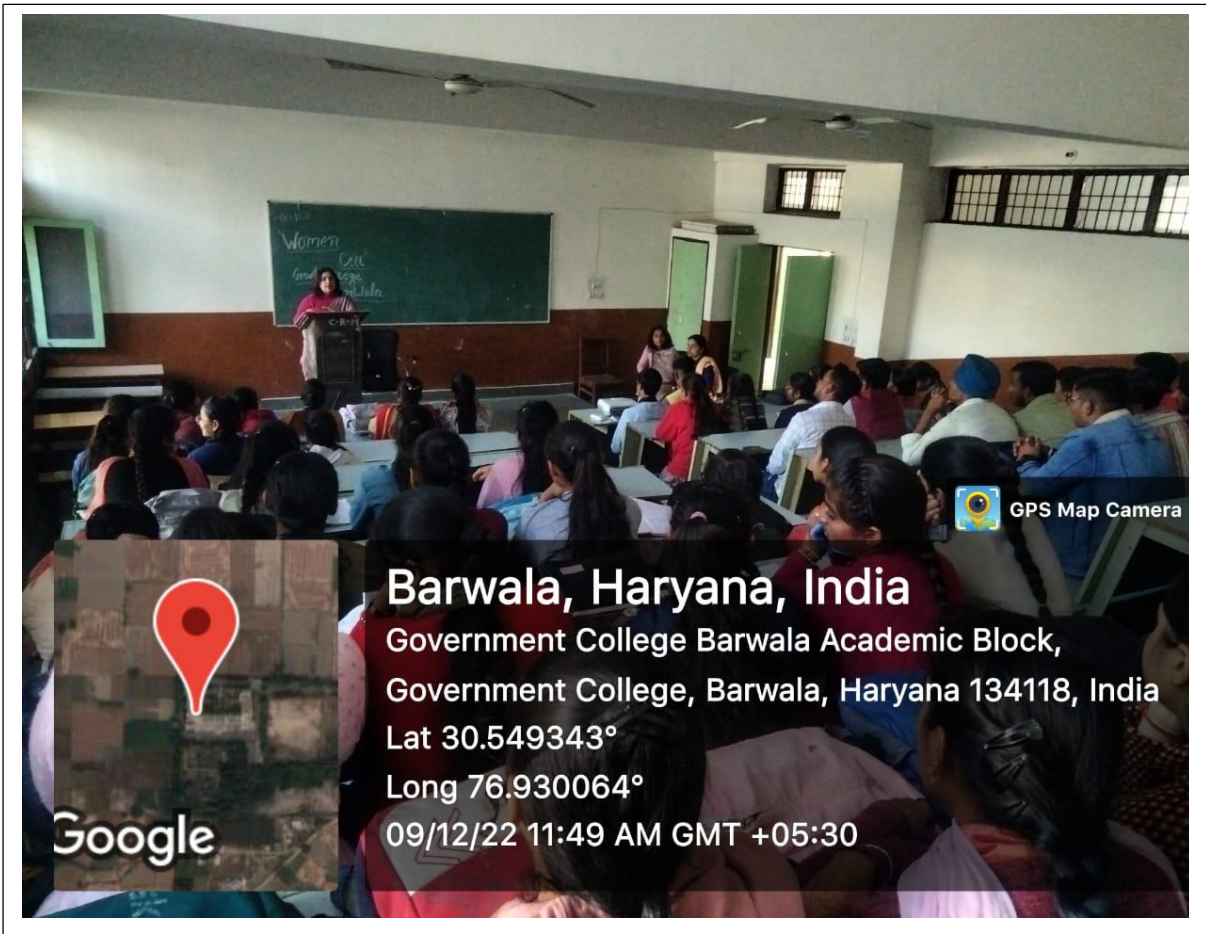 Women
Cell
College
C.R.P
GPS Map Camera
Barwala, Haryana, India
Government College Barwala Academic Block,
Government College, Barwala, Haryana 134118, India
Lat 30.549343°
Long 76.930064°
09/12/22 11:49 AM GMT +05:30
Google